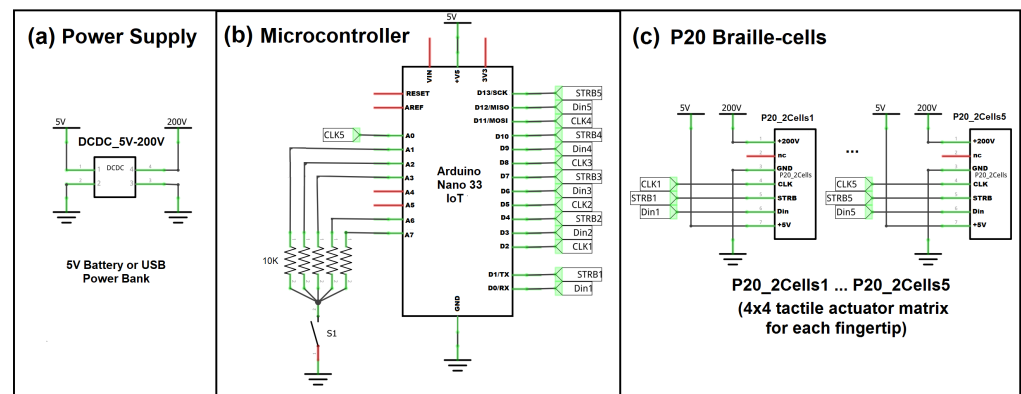 (a) Power Supply
5V
200V
DCDC_5V-200V
DCDC
1
4
2
3
5V Battery or USB
Power Bank
(b) Microcontroller
5V
VIN
+V5
3V3
RESET
AREF
CLK5
A0
A1
A2
A3
A4
A5
A6
A7
Arduino
Nano 33
IoT
D13/SCK
STRB5
D12/MISO
Din5
D11/MOSI
CLK4
D10
STRB4
D9
Din4
D8
CLK3
D7
STRB3
D6
Din3
D5
CLK2
D4
STRB2
D3
Din2
D2
CLK1
D1/TX
STRB1
D0/RX
Din1
GND
10K
S1
(c) P20 Braille-cells
5V
200V
P20_2Cells1
+200V
nc
GND
P20_2Cells
CLK1
CLK
STRB1
STRB
Din1
Din
+5V
...
5V
200V
P20_2Cells5
+200V
nc
GND
P20_2Cells
CLK5
CLK
STRB5
STRB
Din5
Din
+5V
P20_2Cells1 ... P20_2Cells5
(4x4 tactile actuator matrix
for each fingertip)